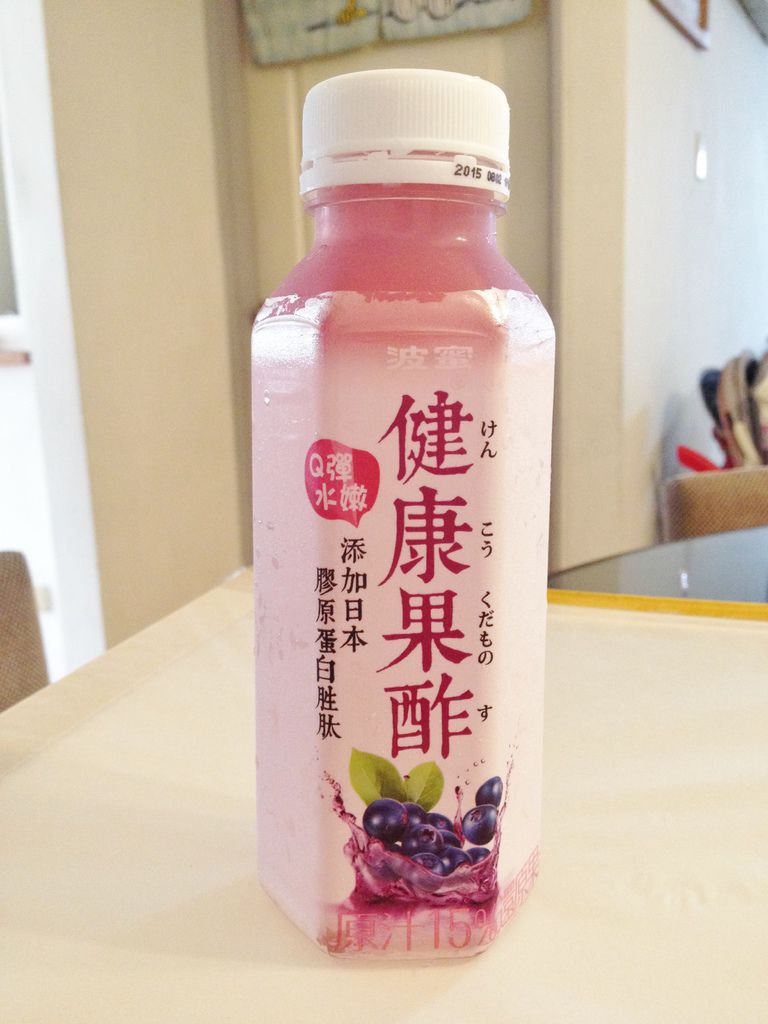 2015 0802
波蜜
健康果酢
けん こう くだもの す
Q彈
水嫩
添加日本
膠原蛋白胜肽
原汁15%